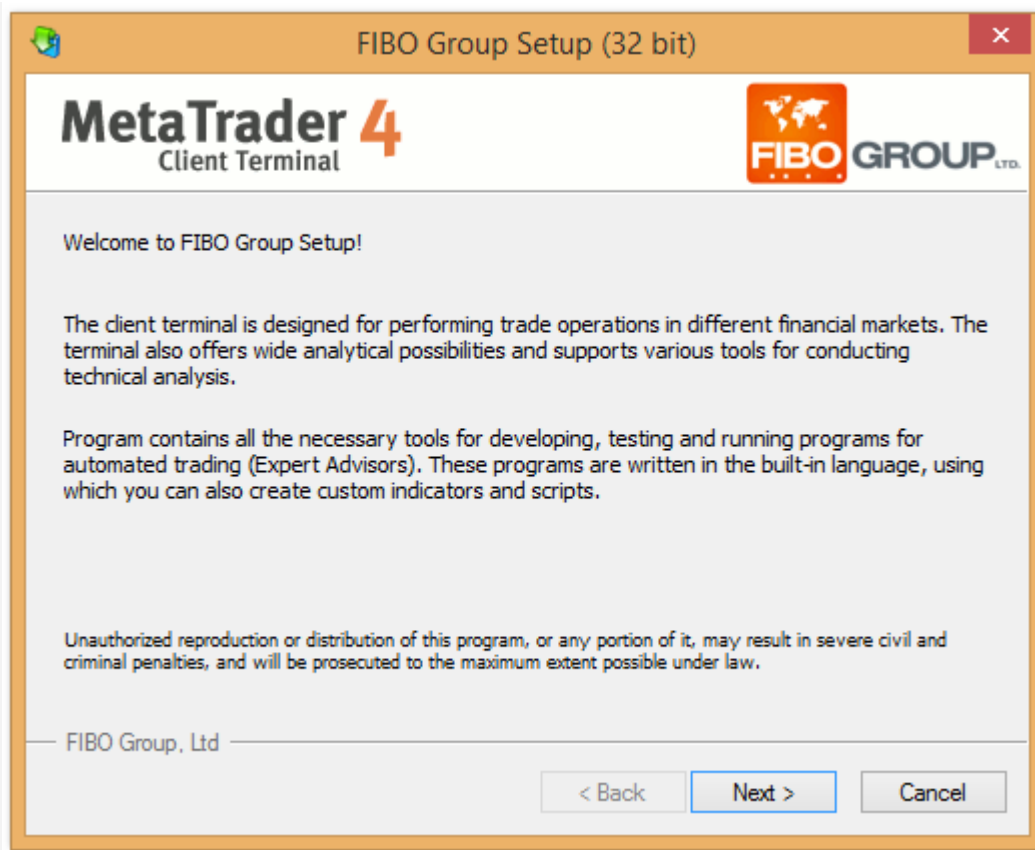 FIBO Group Setup (32 bit)
MetaTrader 4
Client Terminal
FIBO GROUP LTD.
Welcome to FIBO Group Setup!
The client terminal is designed for performing trade operations in different financial markets. The
terminal also offers wide analytical possibilities and supports various tools for conducting
technical analysis.
Program contains all the necessary tools for developing, testing and running programs for
automated trading (Expert Advisors). These programs are written in the built-in language, using
which you can also create custom indicators and scripts.
Unauthorized reproduction or distribution of this program, or any portion of it, may result in severe civil and
criminal penalties, and will be prosecuted to the maximum extent possible under law.
FIBO Group, Ltd
< Back Next > Cancel